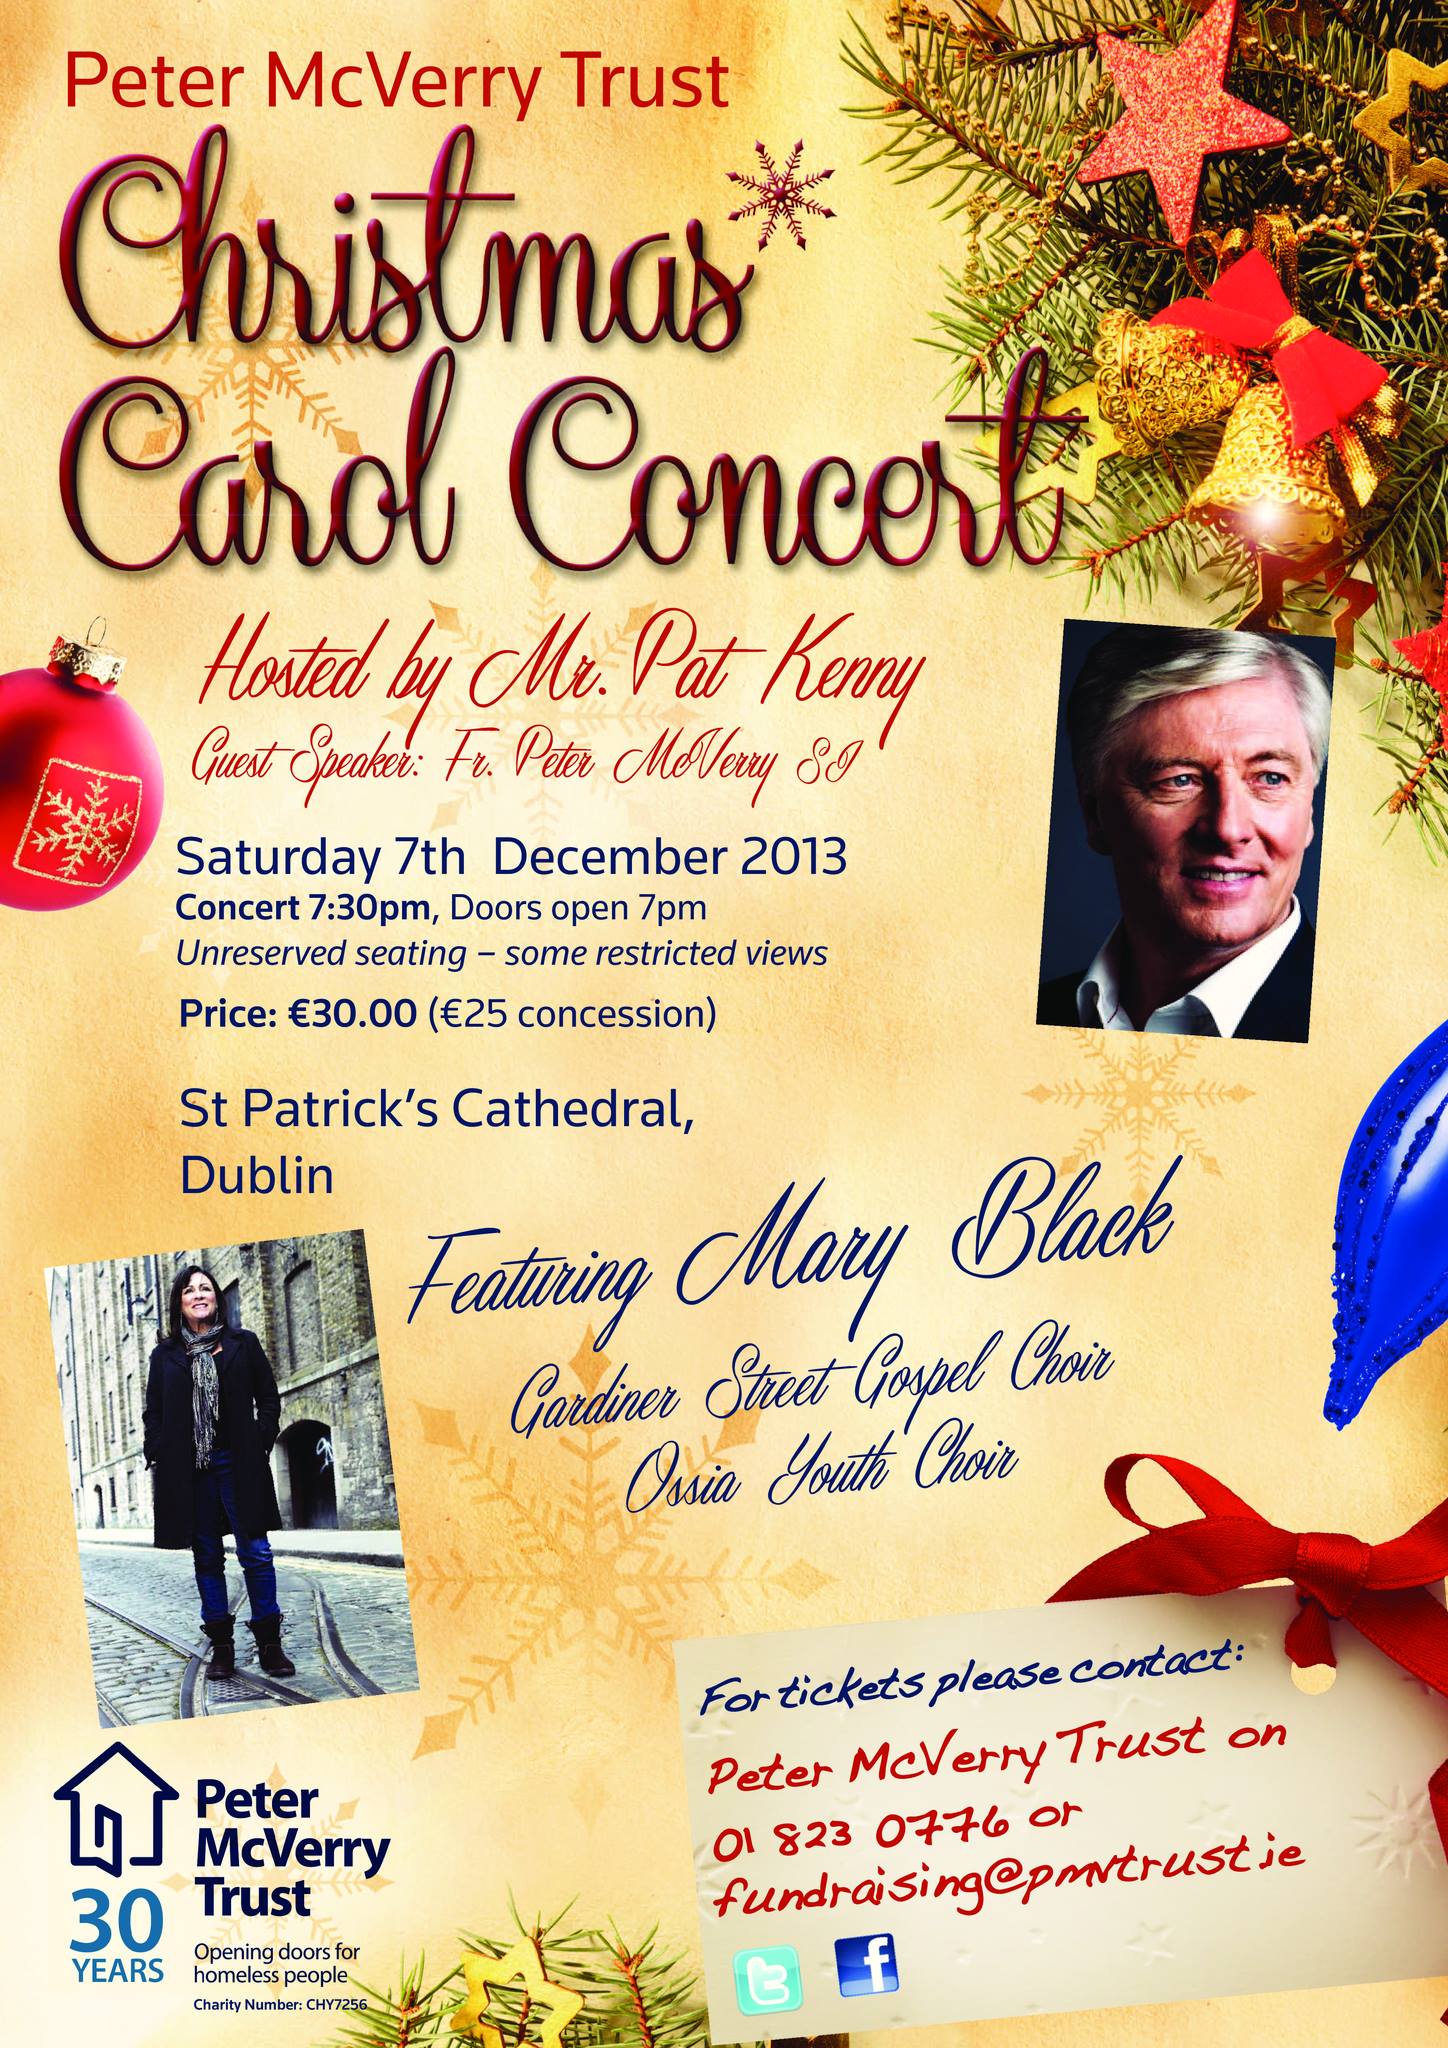 Peter McVerry Trust
Christmas
Carol Concert
Hosted by Mr. Pat Kenny
Guest Speaker: Fr. Peter McVerry SJ
Saturday 7th December 2013
Concert 7:30pm, Doors open 7pm
Unreserved seating – some restricted views
Price: €30.00 (€25 concession)
St Patrick's Cathedral,
Dublin
Featuring Mary Black
Gardiner Street Gospel Choir
Ossia Youth Choir
For tickets please contact:
Peter McVerry Trust on
01 823 0776 or
fundraising@pmvtrust.ie
Peter
McVerry
Trust
30
YEARS
Opening doors for
homeless people
Charity Number: CHY7256